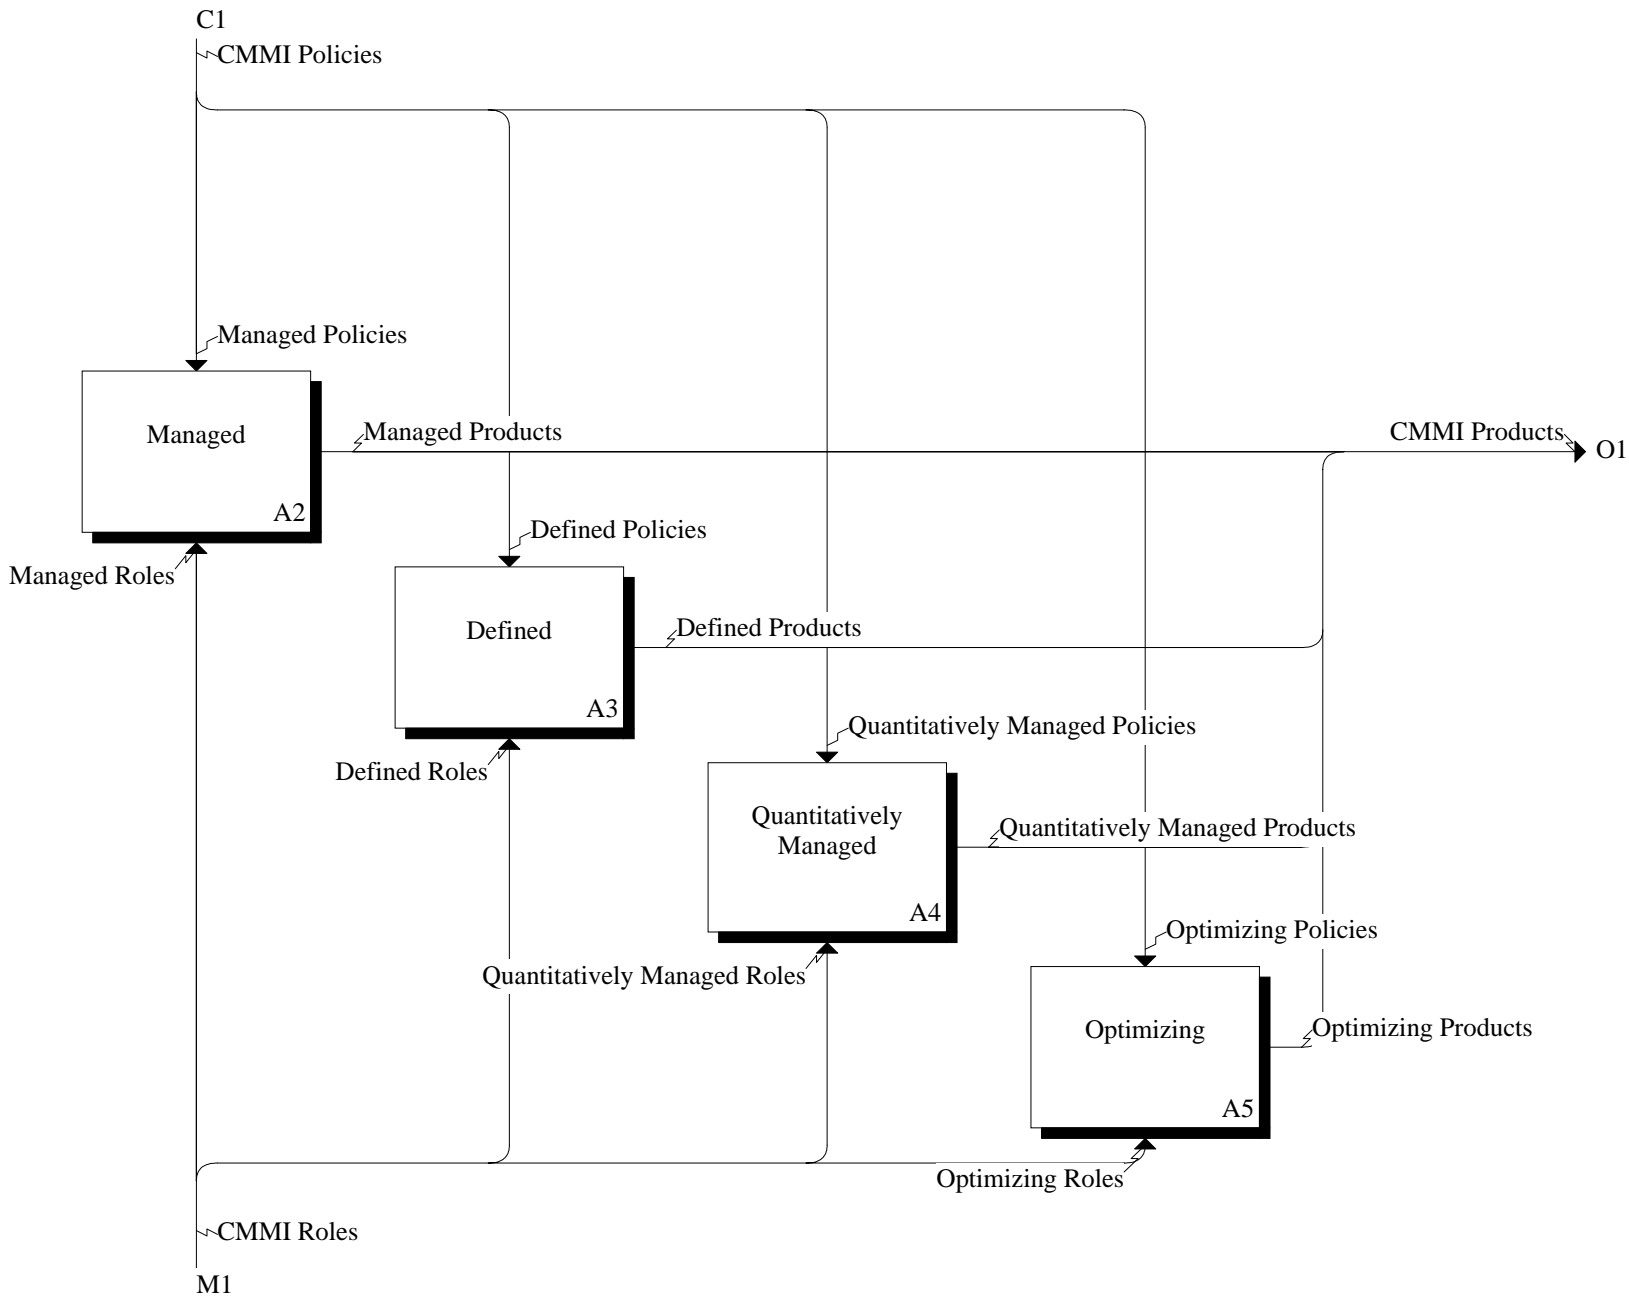 C1
CMMI Policies
Managed Policies
Managed
A2
Managed Products
CMMI Products
O1
Managed Roles
Defined Policies
Defined
A3
Defined Products
Defined Roles
Quantitatively Managed Policies
Quantitatively
Managed
A4
Quantitatively Managed Products
Quantitatively Managed Roles
Optimizing Policies
Optimizing
A5
Optimizing Products
Optimizing Roles
CMMI Roles
M1